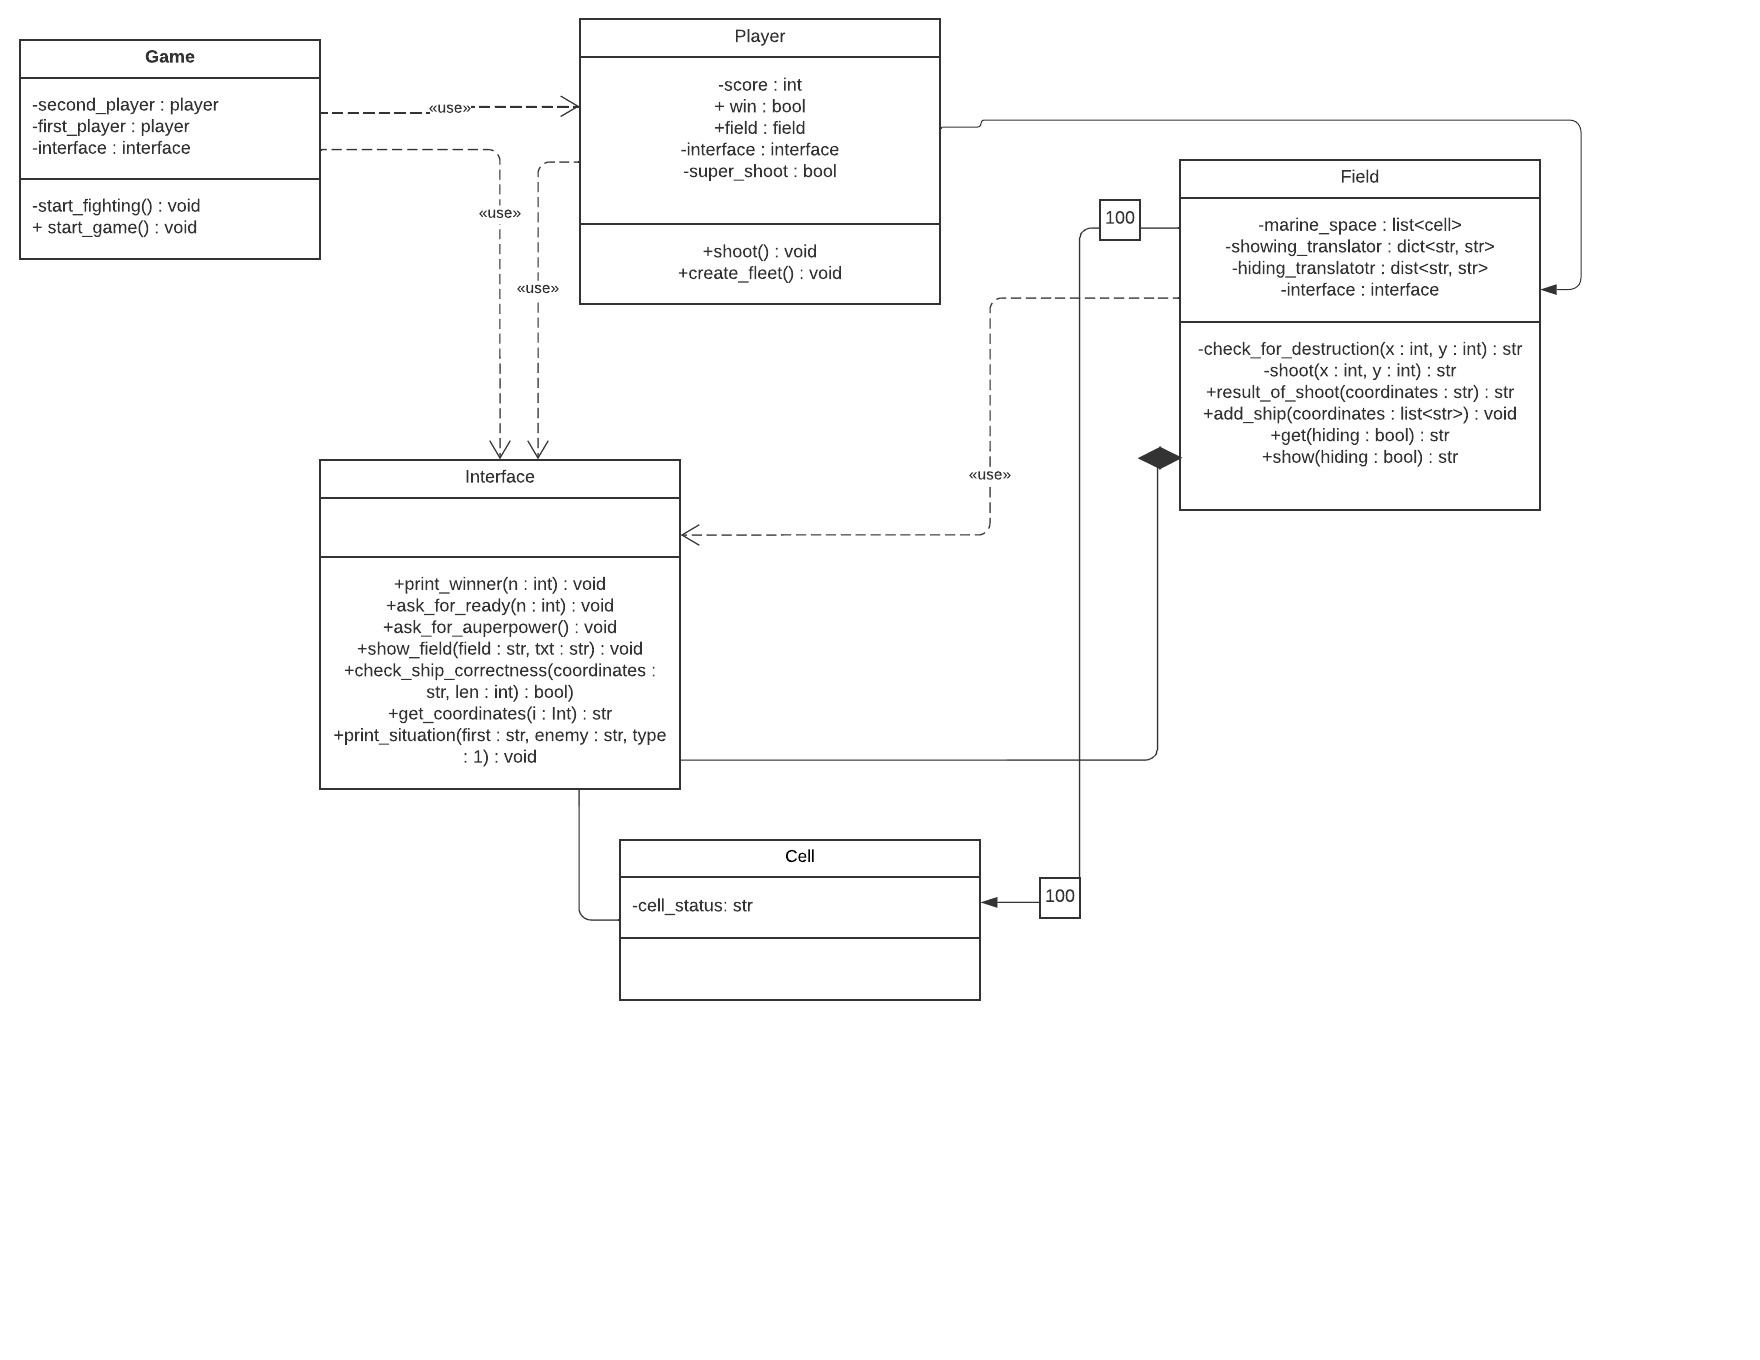 Game
-second_player : player
-first_player : player
-interface : interface
-start_fighting() : void
+ start_game() : void
«use»
«use»
«use»
Player
-score : int
+ win : bool
+field : field
-interface : interface
-super_shoot : bool
+shoot() : void
+create_fleet() : void
100
Field
-marine_space : list<cell>
-showing_translator : dict<str, str>
-hiding_translatotr : dist<str, str>
-interface : interface
-check_for_destruction(x : int, y : int) : str
-shoot(x : int, y : int) : str
+result_of_shoot(coordinates : str) : str
+add_ship(coordinates : list<str>) : void
+get(hiding : bool) : str
+show(hiding : bool) : str
«use»
Interface
+print_winner(n : int) : void
+ask_for_ready(n : int) : void
+ask_for_auperpower() : void
+show_field(field : str, txt : str) : void
+check_ship_correctness(coordinates :
str, len : int) : bool)
+get_coordinates(i : Int) : str
+print_situation(first : str, enemy : str, type
: 1) : void
Cell
-cell_status: str
100